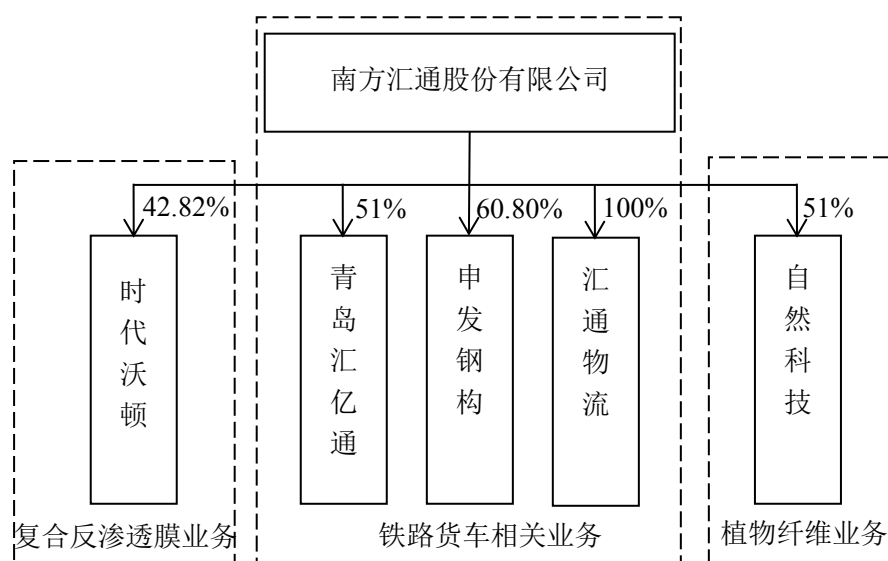 南方汇通股份有限公司
42.82%
51%
60.80%
100%
51%
时代沃顿
青岛汇亿通
申发钢构
汇通物流
自然科技
复合反渗透膜业务
铁路货车相关业务
植物纤维业务